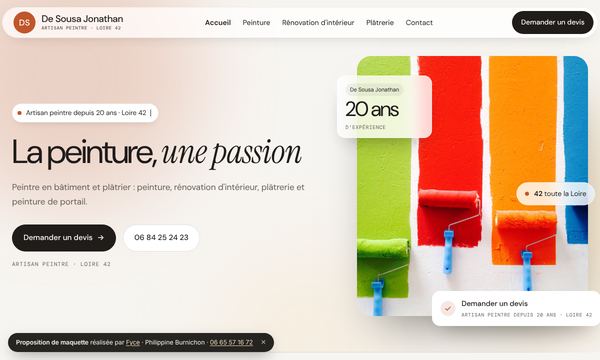 DS
De Sousa Jonathan
ARTISAN PEINTRE · LOIRE 42
Accueil
Peinture
Rénovation d'intérieur
Plâtrerie
Contact
Demander un devis
Artisan peintre depuis 20 ans · Loire 42 |
La peinture, une passion
Peintre en bâtiment et plâtrier : peinture, rénovation d'intérieur, plâtrerie et
peinture de portail.
Demander un devis →
06 84 25 24 23
ARTISAN PEINTRE · LOIRE 42
De Sousa Jonathan
20 ans
D'EXPÉRIENCE
42 toute la Loire
Demander un devis
ARTISAN PEINTRE DEPUIS 20 ANS · LOIRE 42
Proposition de maquette réalisée par Fyce · Philippine Burnichon · 06 65 57 16 72 ×